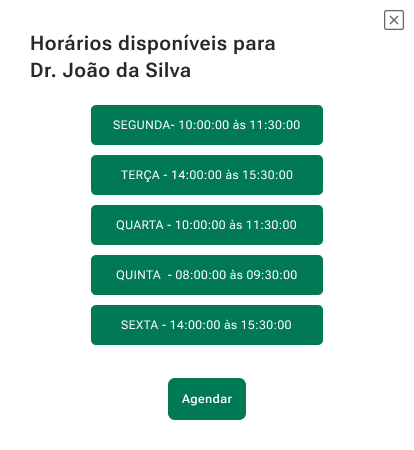 Horários disponíveis para
Dr. João da Silva
SEGUNDA- 10:00:00 às 11:30:00
TERÇA - 14:00:00 às 15:30:00
QUARTA - 10:00:00 às 11:30:00
QUINTA  - 08:00:00 às 09:30:00
SEXTA - 14:00:00 às 15:30:00
Agendar